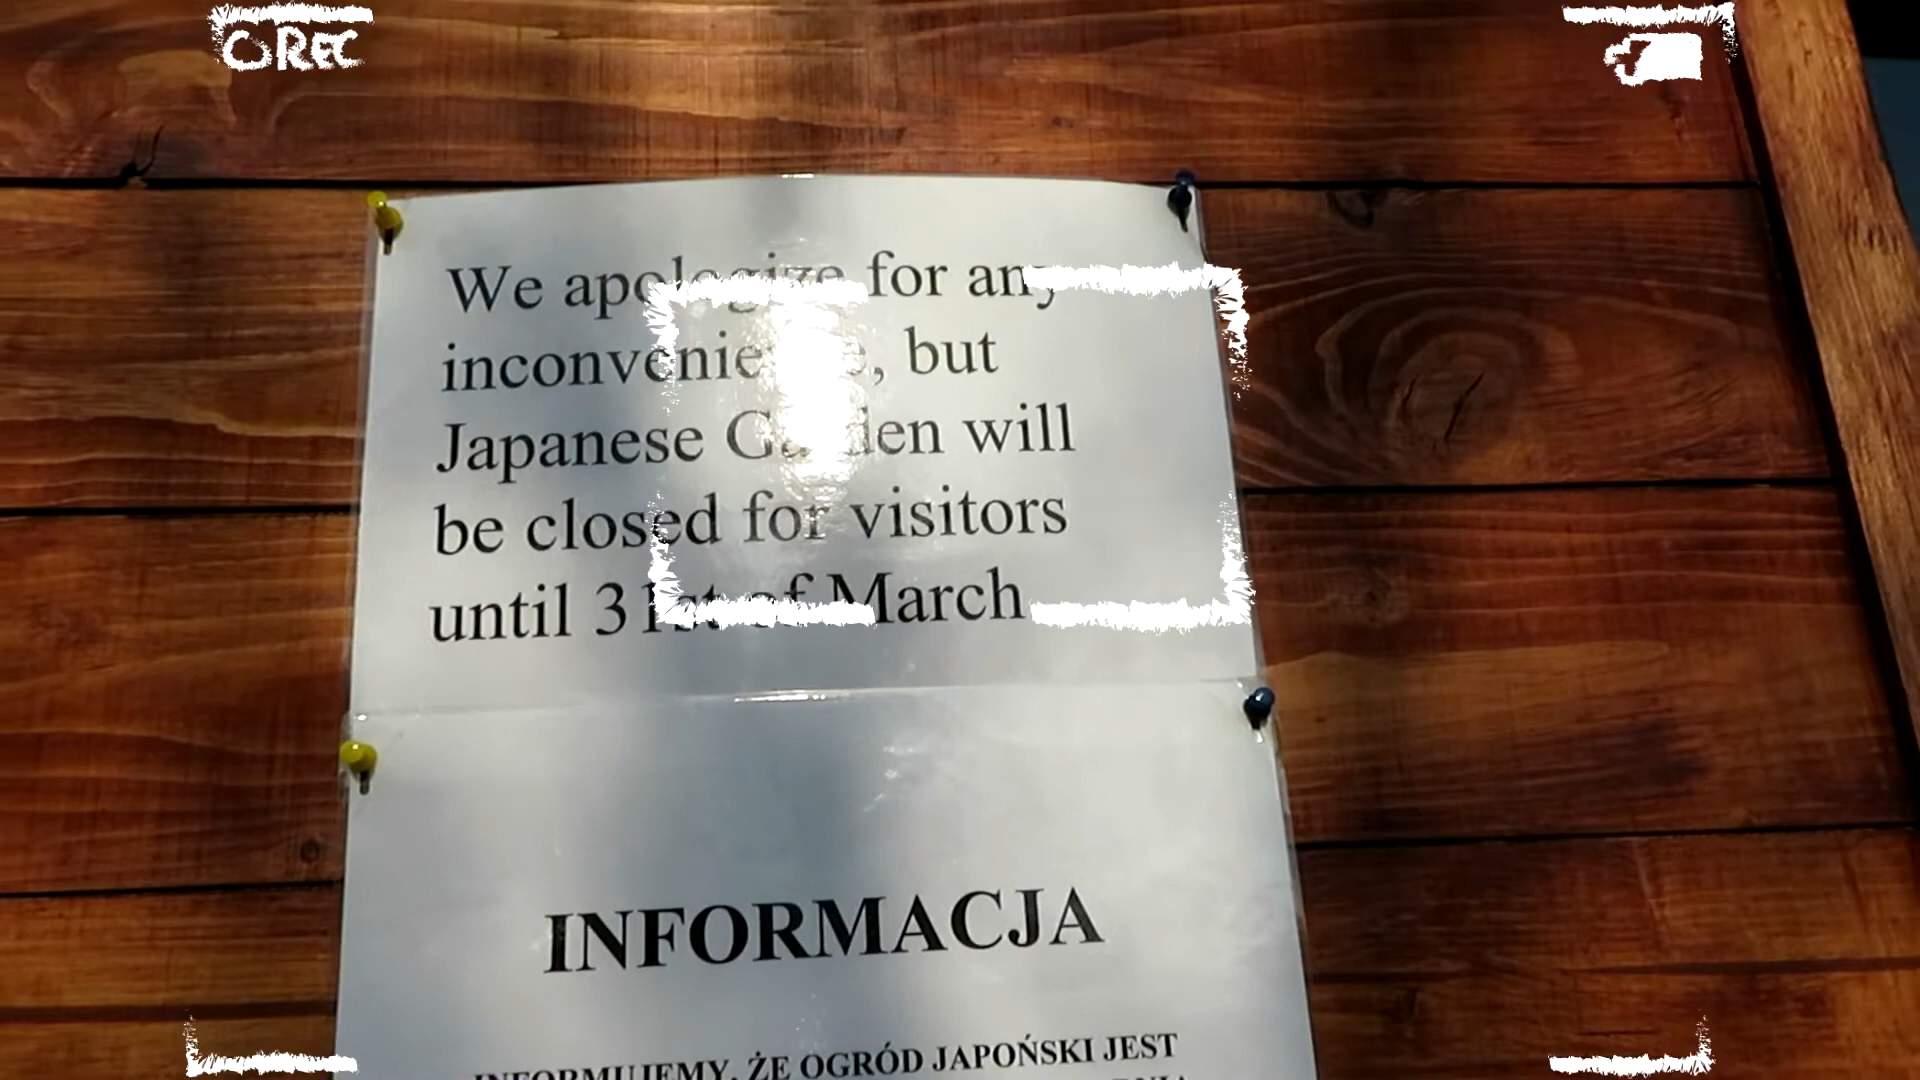 OREC
We apologize for any
inconvenience, but
Japanese Garden will
be closed for visitors
until 31st of March
INFORMACJA
INFORMUJEMY, ŻE OGRÓD JAPOŃSKI JEST